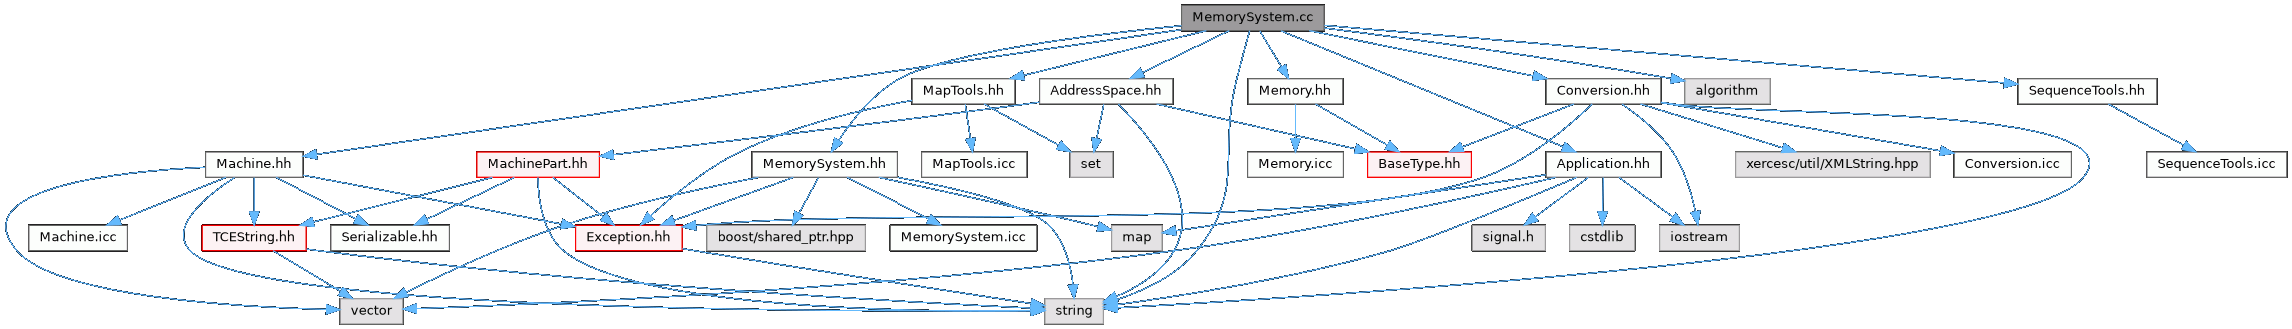 MemorySystem.cc
MapTools.hh
AddressSpace.hh
Memory.hh
Conversion.hh
algorithm
SequenceTools.hh
Machine.hh
MachinePart.hh
MemorySystem.hh
MapTools.icc
set
Memory.icc
BaseType.hh
Application.hh
xercesc/util/XMLString.hpp
Conversion.icc
SequenceTools.icc
Machine.icc
TCEString.hh
Serializable.hh
Exception.hh
boost/shared_ptr.hpp
MemorySystem.icc
map
signal.h
cstdlib
iostream
vector
string